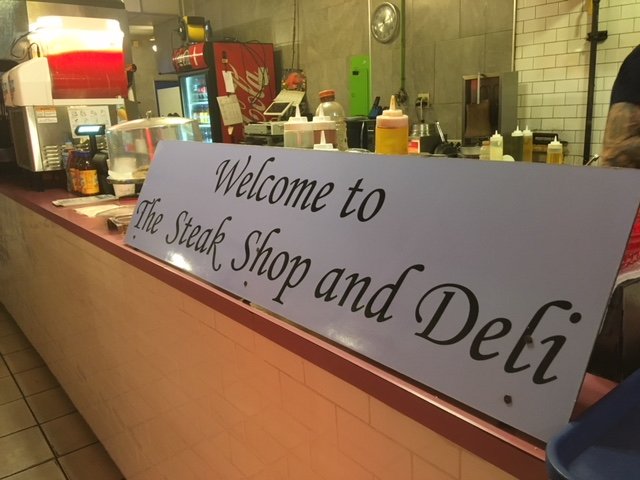 Welcome to
The Steak Shop and Deli